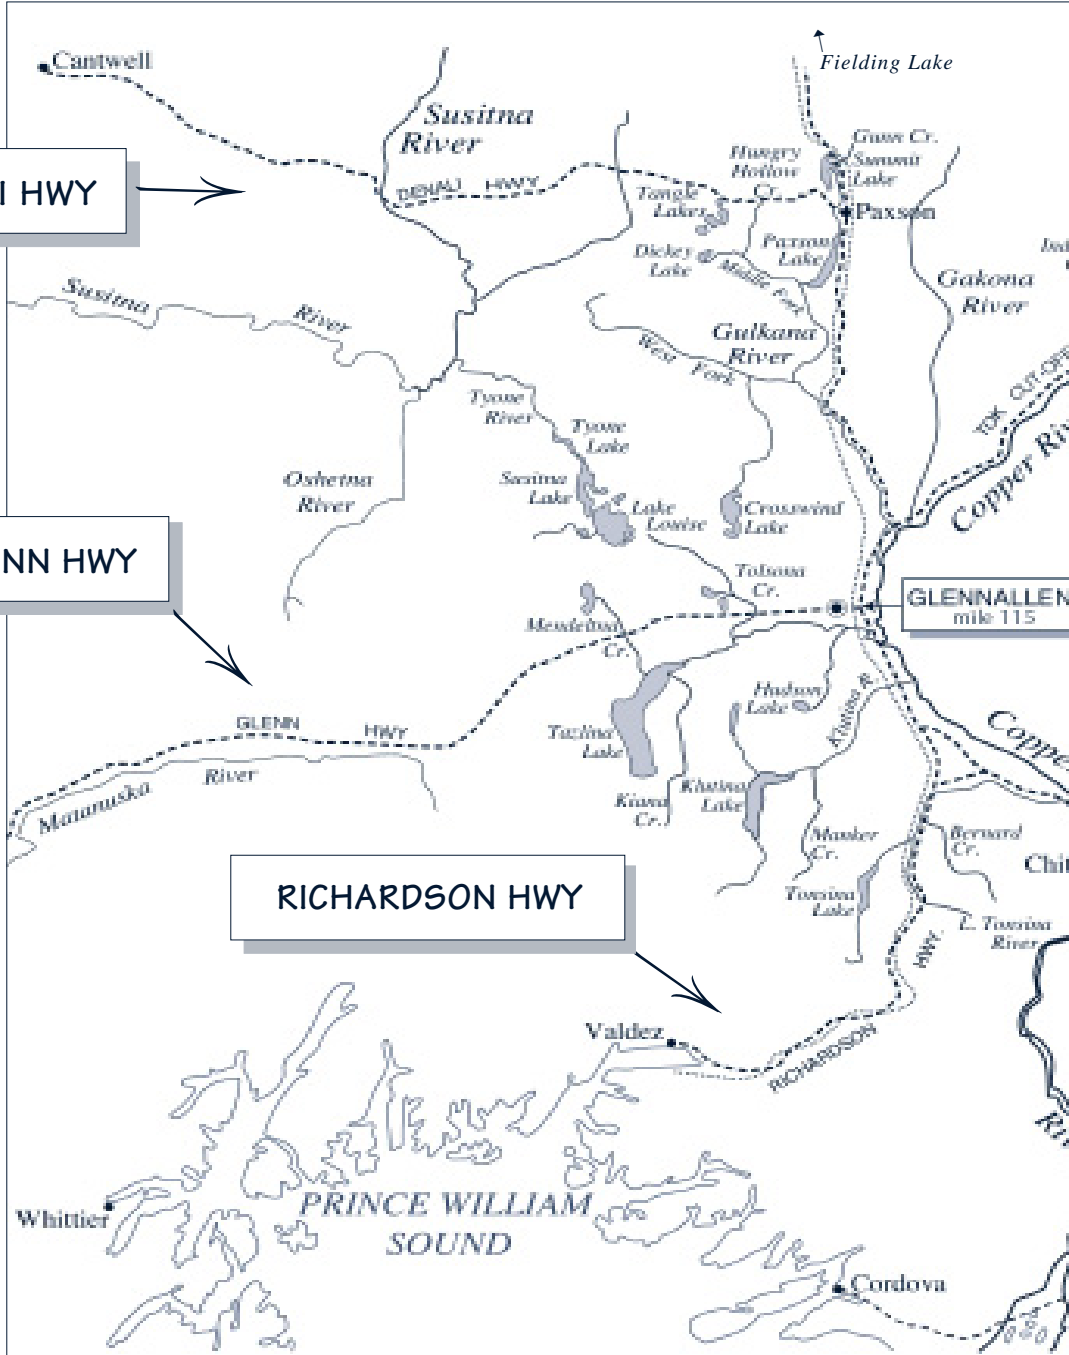 Fielding Lake
Cantwell
Susitna
River
Gunn Cr.
Hungry
Hollow
Cr.
Summit
Lake
I HWY
DENALI HWY
Tangle
Lakes
Paxson
Dickey
Lake
Paxson
Lake
Middle Fork
Gakona
River
Susitna
River
Gulkana
River
West Fork
TOK CUT-OFF
Tyone
River
Tyone
Lake
Oshetna
River
Susitna
Lake
Lake
Louise
Crosswind
Lake
Copper Riv
NN HWY
Tolsona
Cr.
GLENNALLEN
mile 115
Mendeltna
Cr.
Hudson
Lake
Klutina R.
GLENN HWY
Tazlina
Lake
Copper
Matanuska
River
Kiana
Cr.
Klutina
Lake
Manker
Cr.
Bernard
Cr.
Chit
RICHARDSON HWY
Tonsina
Lake
L. Tonsina
River
HWY.
Valdez
RICHARDSON
PRINCE WILLIAM
SOUND
Whittier
Cordova